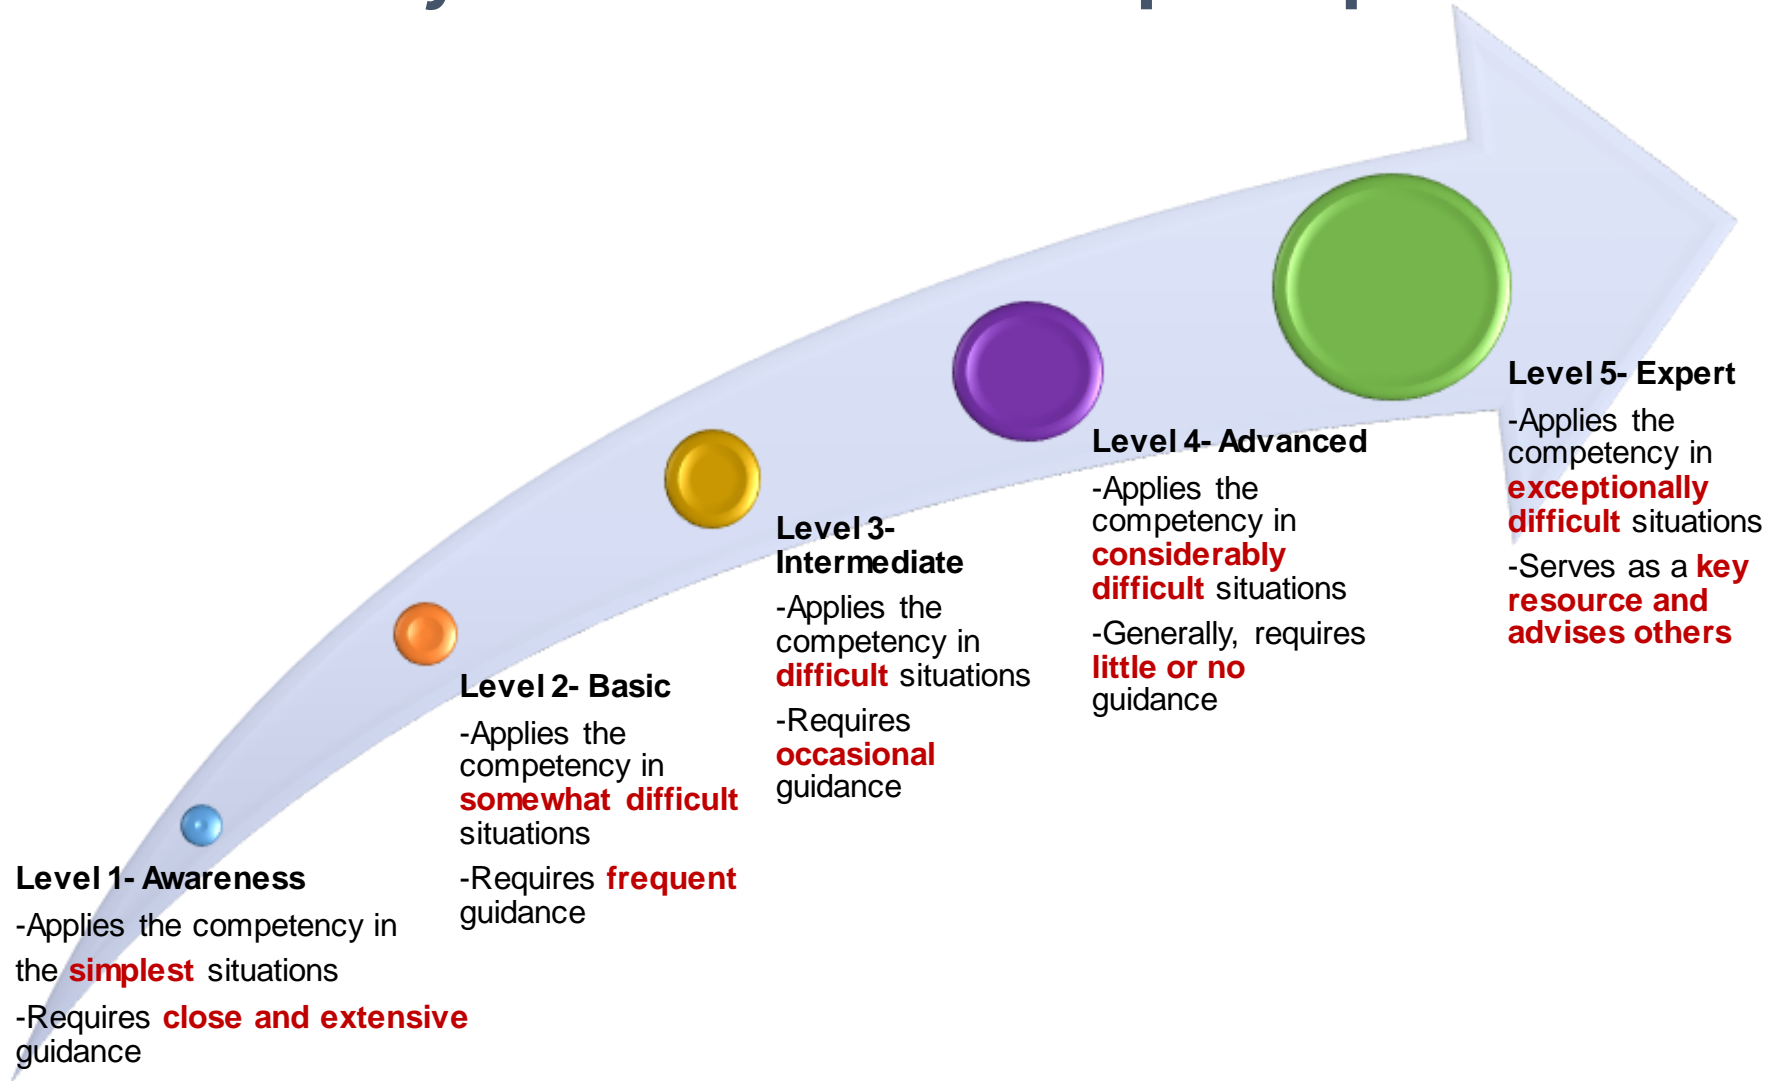 Level 1- Awareness
-Applies the competency in
the simplest situations
-Requires close and extensive
guidance
Level 2- Basic
-Applies the
competency in
somewhat difficult
situations
-Requires frequent
guidance
Level 3-
Intermediate
-Applies the
competency in
difficult situations
-Requires
occasional
guidance
Level 4- Advanced
-Applies the
competency in
considerably
difficult situations
-Generally, requires
little or no
guidance
Level 5- Expert
-Applies the
competency in
exceptionally
difficult situations
-Serves as a key
resource and
advises others